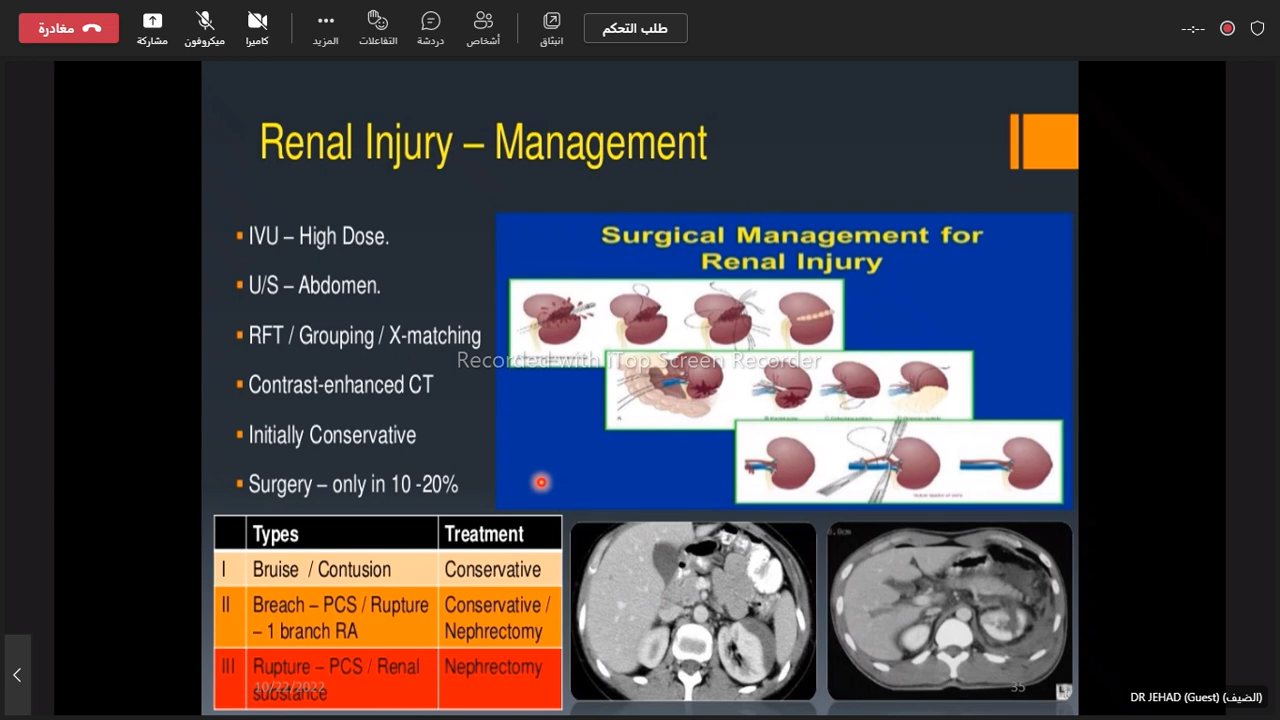 مغادرة
مشاركة
ميكروفون
كاميرا
المزيد
التفاعلات
دردشة
أشخاص
انبثاق
طلب التحكم
--:--
Renal Injury – Management
▪ IVU – High Dose.
▪ U/S – Abdomen.
▪ RFT / Grouping / X-matching
▪ Contrast-enhanced CT
▪ Initially Conservative
▪ Surgery – only in 10 -20%
Surgical Management for
Renal Injury
A
Recorded with iTop Screen Recorder
Types Treatment
I Bruise / Contusion Conservative
II Breach – PCS / Rupture – 1 branch RA Conservative / Nephrectomy
III Rupture – PCS / Renal substance Nephrectomy
10/22/2022
35
DR JEHAD (Guest) (الضيف)